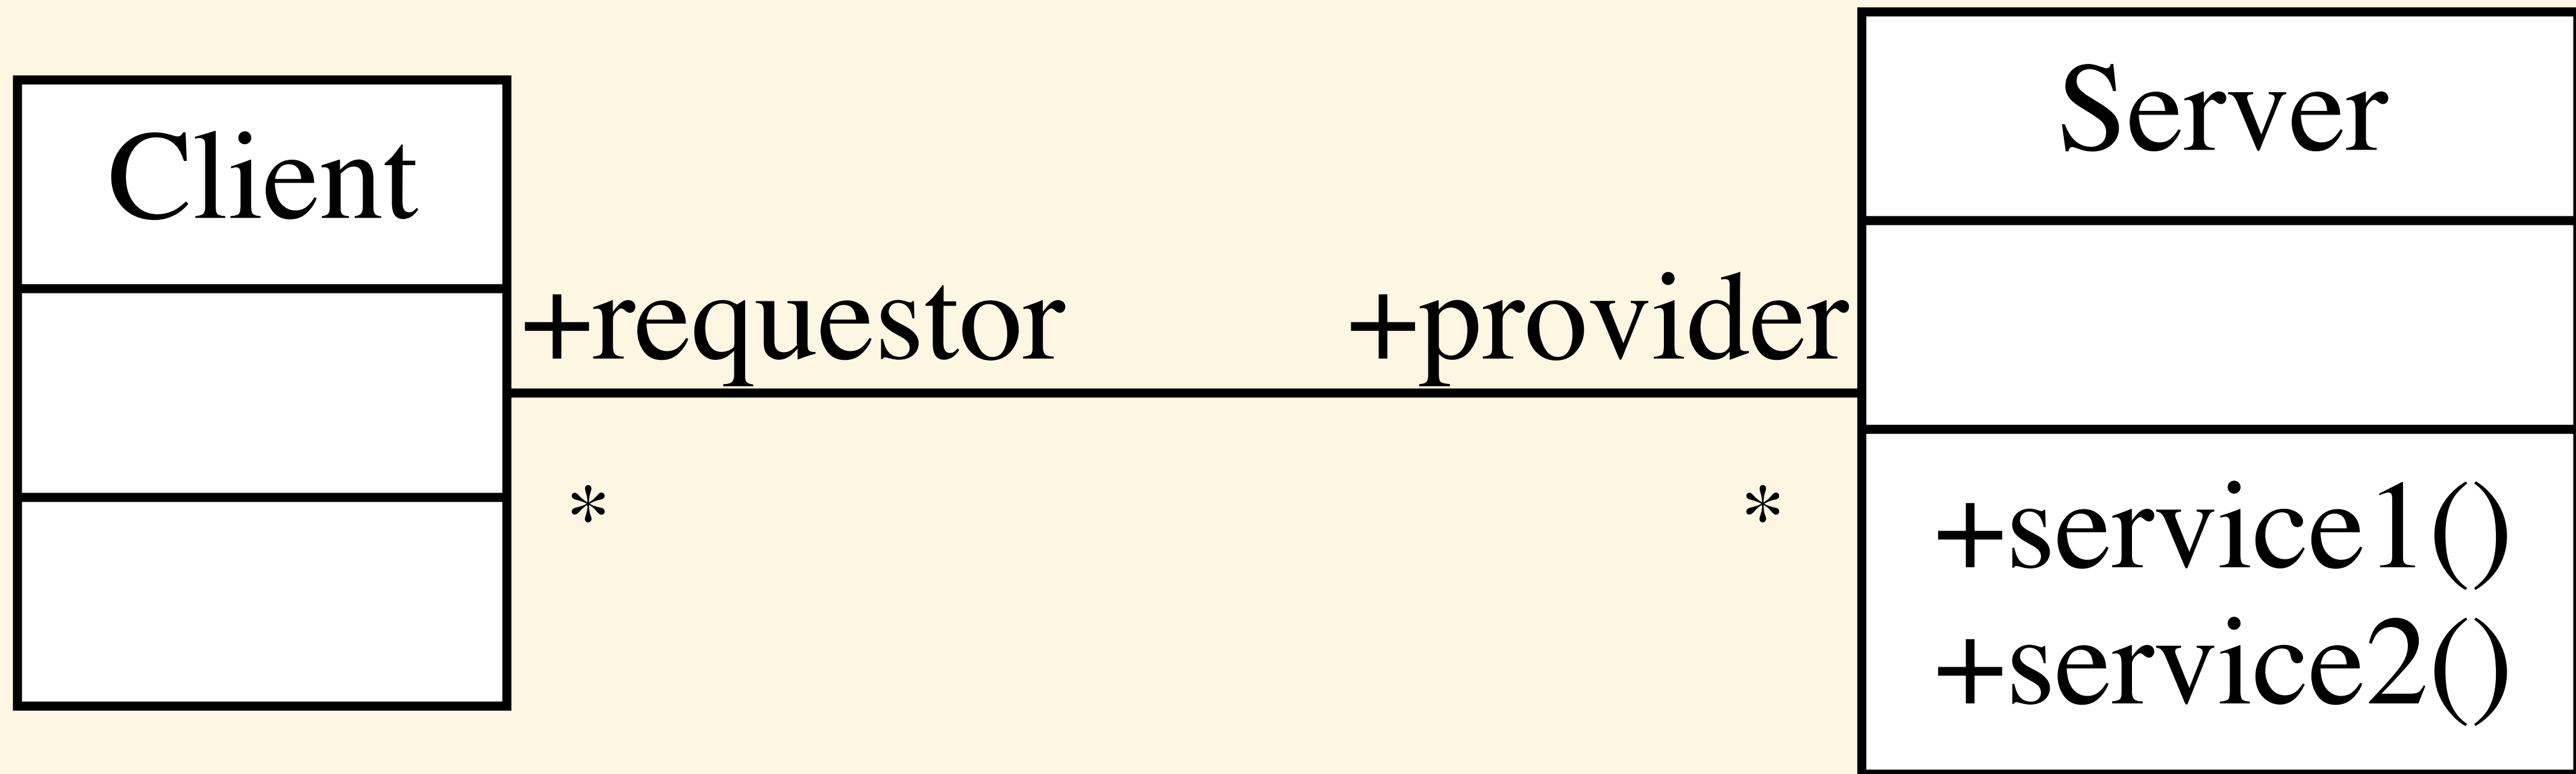 Client
+requestor
*
+provider
*
Server
+service1()
+service2()